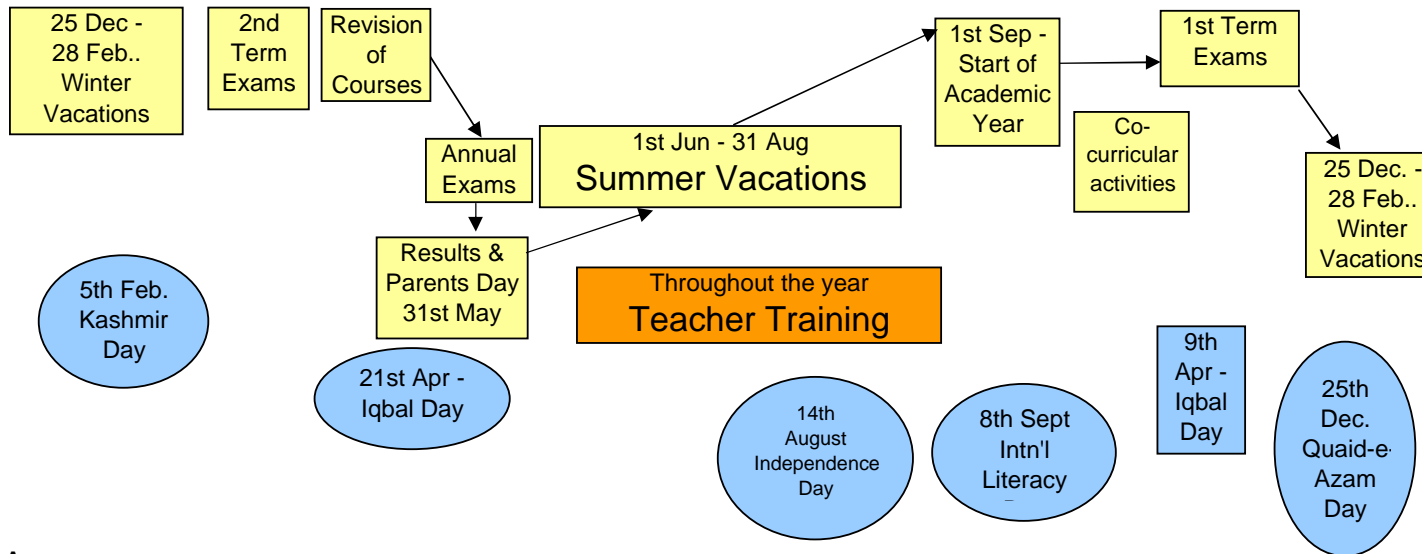 25 Dec -
28 Feb..
Winter
Vacations
2nd
Term
Exams
Revision
of
Courses
Annual
Exams
Results &
Parents Day
31st May
1st Jun - 31 Aug
Summer Vacations
1st Sep -
Start of
Academic
Year
Co-
curricular
activities
1st Term
Exams
25 Dec. -
28 Feb..
Winter
Vacations
Throughout the year
Teacher Training
5th Feb.
Kashmir
Day
21st Apr -
Iqbal Day
14th
August
Independence
Day
8th Sept
Intn'l
Literacy
9th
Apr -
Iqbal
Day
25th
Dec.
Quaid-e-
Azam
Day